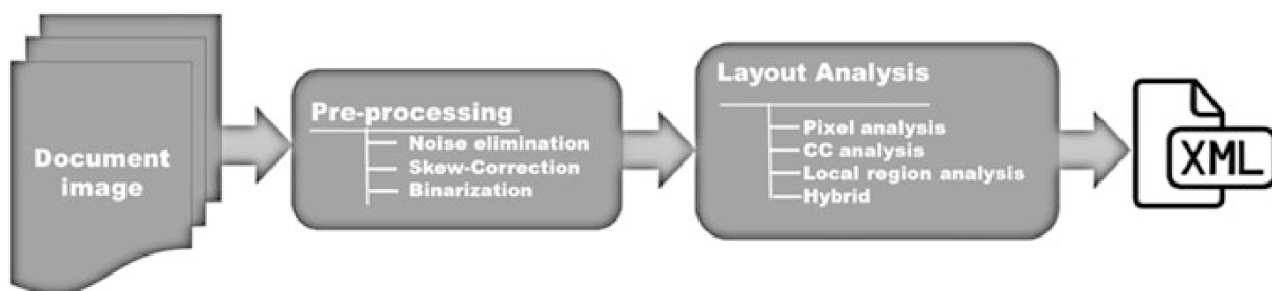 Document
image
Pre-processing
Noise elimination
Skew-Correction
Binarization
Layout Analysis
Pixel analysis
CC analysis
Local region analysis
Hybrid
XML